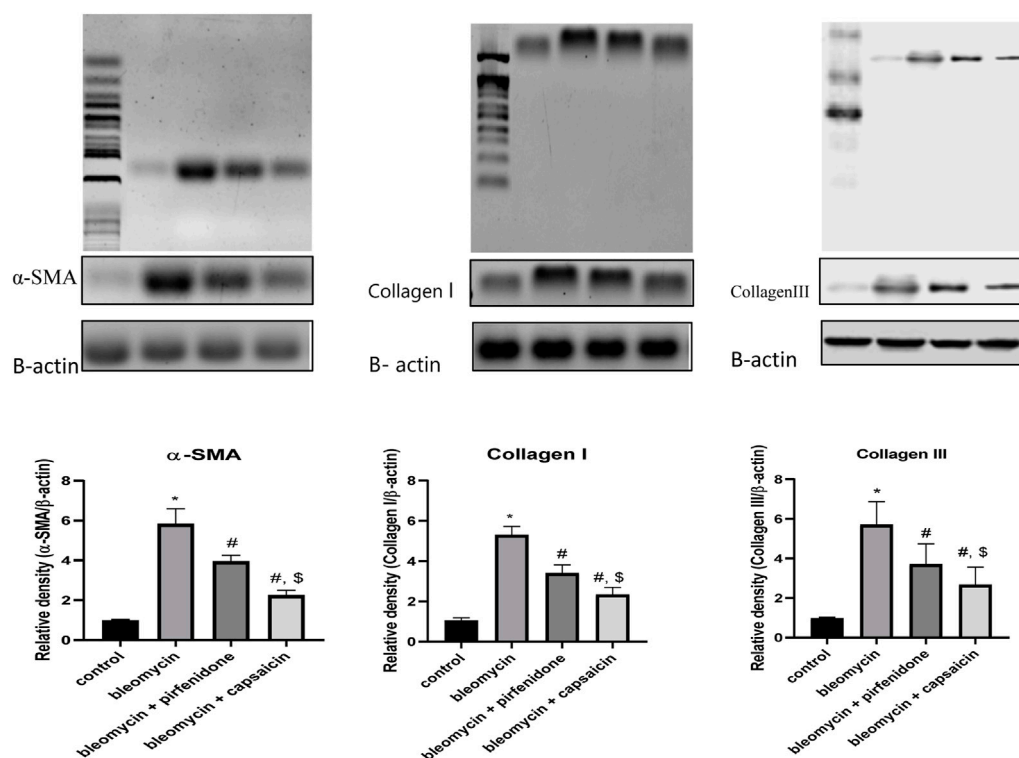 α-SMA
B-actin
Collagen I
B- actin
CollagenIII
B-actin
α-SMA
Relative density (α-SMA/β-actin)
8
6
4
2
0
*
#
#, $
control
bleomycin
bleomycin + pirfenidone
bleomycin + capsaicin
Collagen I
Relative density (Collagen I/β-actin)
8
6
4
2
0
*
#
#, $
control
bleomycin
bleomycin + pirfenidone
bleomycin + capsaicin
Collagen III
Relative density (Collagen III/β-actin)
8
6
4
2
0
*
#
#, $
control
bleomycin
bleomycin + pirfenidone
bleomycin + capsaicin